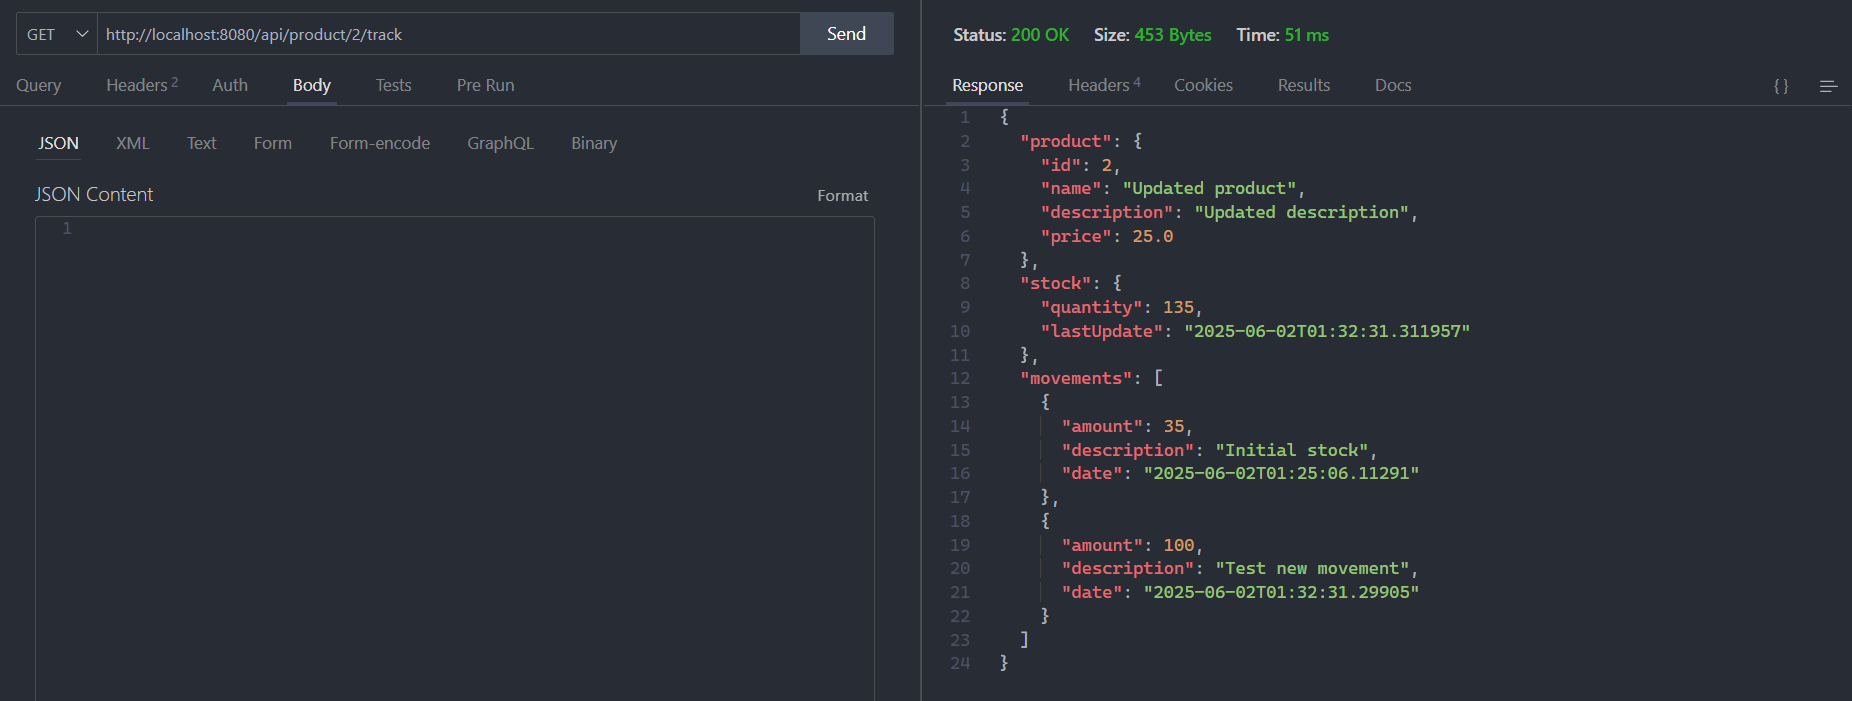 GET http://localhost:8080/api/product/2/track Send
Query Headers 2 Auth Body Tests Pre Run
JSON XML Text Form Form-encode GraphQL Binary
JSON Content Format
1
Status: 200 OK Size: 453 Bytes Time: 51 ms
Response Headers 4 Cookies Results Docs { }
1 {
2 "product": {
3 "id": 2,
4 "name": "Updated product",
5 "description": "Updated description",
6 "price": 25.0
7 },
8 "stock": {
9 "quantity": 135,
10 "lastUpdate": "2025-06-02T01:32:31.311957"
11 },
12 "movements": [
13 {
14 "amount": 35,
15 "description": "Initial stock",
16 "date": "2025-06-02T01:25:06.11291"
17 },
18 {
19 "amount": 100,
20 "description": "Test new movement",
21 "date": "2025-06-02T01:32:31.29905"
22 }
23 ]
24 }